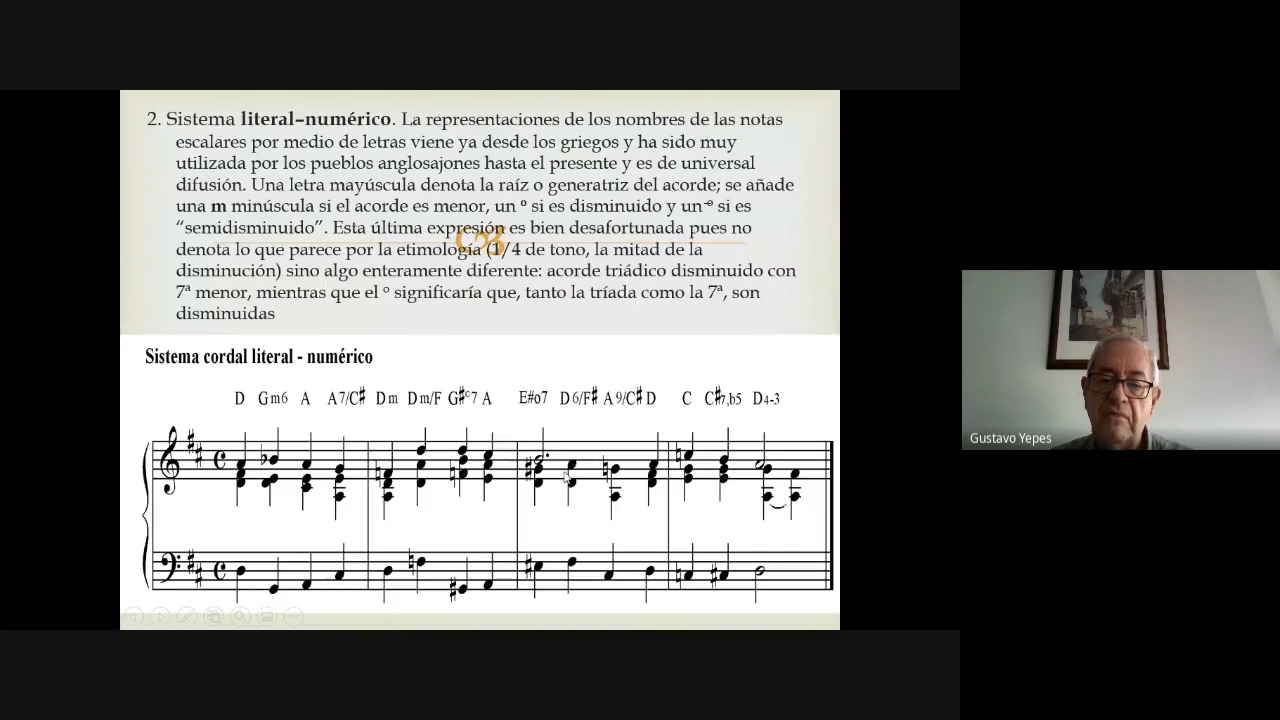 2. Sistema literal–numérico. La representaciones de los nombres de las notas
escalares por medio de letras viene ya desde los griegos y ha sido muy
utilizada por los pueblos anglosajones hasta el presente y es de universal
difusión. Una letra mayúscula denota la raíz o generatriz del acorde; se añade
una m minúscula si el acorde es menor, un º si es disminuido y un ᴓ si es
“semidisminuido”. Esta última expresión es bien desafortunada pues no
denota lo que parece por la etimología (1/4 de tono, la mitad de la
disminución) sino algo enteramente diferente: acorde triádico disminuido con
7ª menor, mientras que el º significaría que, tanto la tríada como la 7ª, son
disminuidas
Sistema cordal literal - numérico
D Gm6 A A7/C♯ Dm Dm/F G♯°7 A E#o7 D6/F♯ A9/C♯ D C C♯7,b5 D4-3
Gustavo Yepes